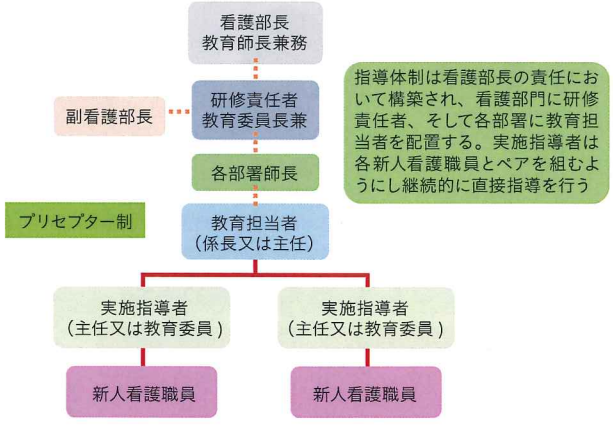 看護部長
教育師長兼務
研修責任者
教育委員長兼
副看護部長
各部署師長
プリセプター制
教育担当者
（係長又は主任）
実施指導者
（主任又は教育委員）
実施指導者
（主任又は教育委員）
新人看護職員
新人看護職員
指導体制は看護部長の責任にお
いて構築され、看護部門に研修
責任者、そして各部署に教育担
当者を配置する。実施指導者は
各新人看護職員とペアを組むよ
うにし継続的に直接指導を行う